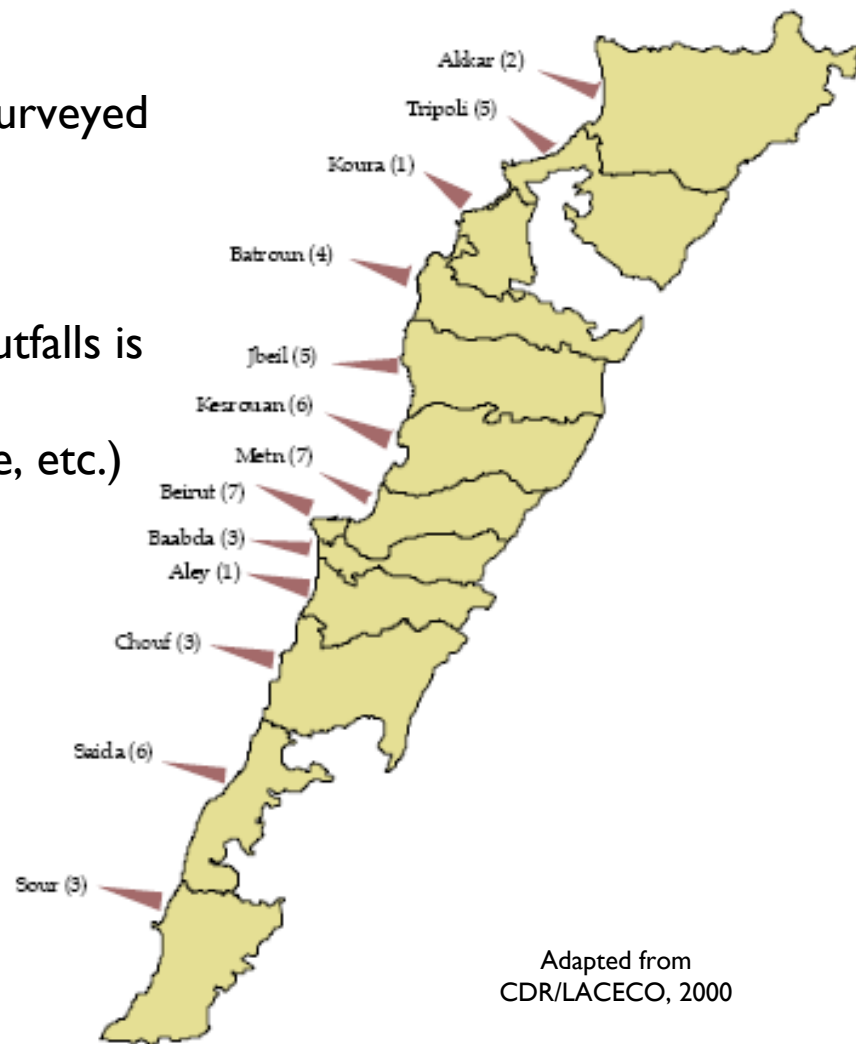 urveyed
utfalls is
e, etc.)
Akkar (2)
Tripoli (5)
Koura (1)
Batroun (4)
Jbeil (5)
Kesrouan (6)
Metn (7)
Beirut (7)
Baabda (3)
Aley (1)
Chouf (3)
Saida (6)
Sour (3)
Adapted from
CDR/LACECO, 2000